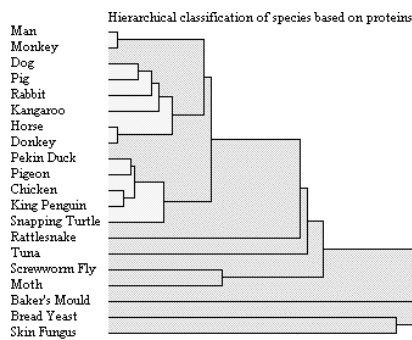 Hierarchical classification of species based on proteins
Man
Monkey
Dog
Pig
Rabbit
Kangaroo
Horse
Donkey
Pekin Duck
Pigeon
Chicken
King Penguin
Snapping Turtle
Rattlesnake
Tuna
Screwworm Fly
Moth
Baker's Mould
Bread Yeast
Skin Fungus